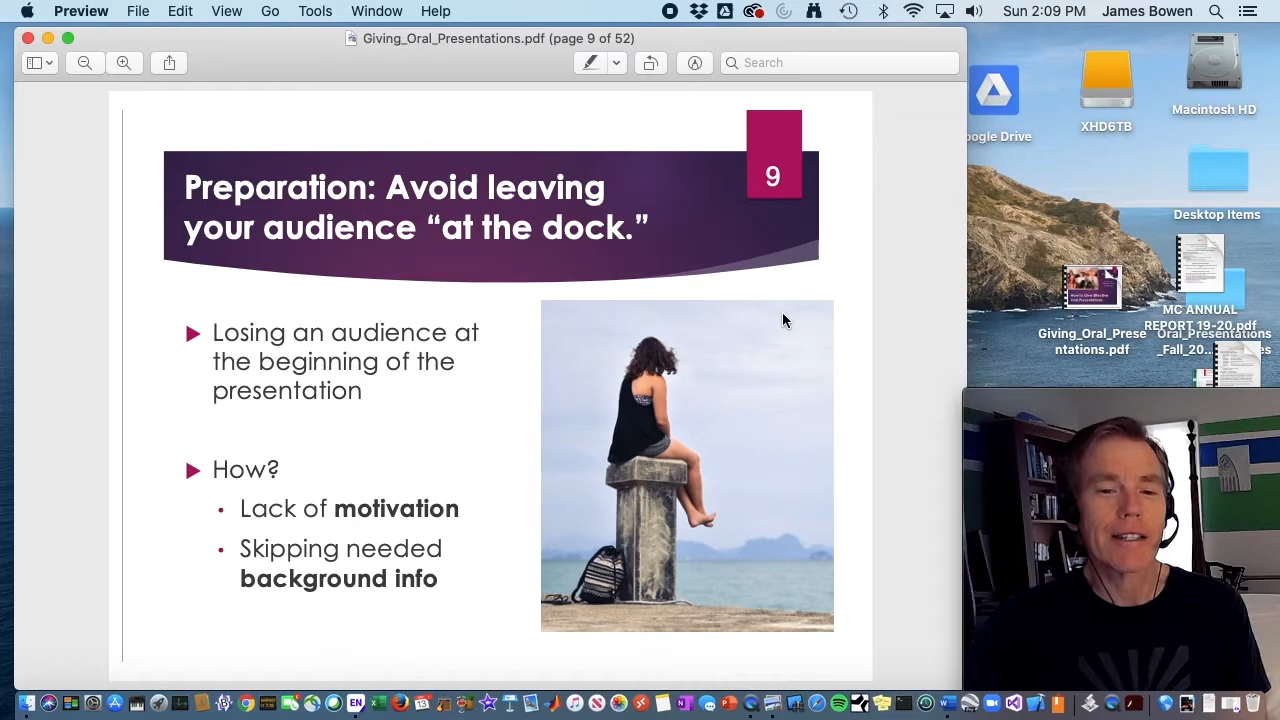 Preview File Edit View Go Tools Window Help
Sun 2:09 PM James Bowen
Giving_Oral_Presentations.pdf (page 9 of 52)
Search
9
Preparation: Avoid leaving
your audience “at the dock.”
Losing an audience at
the beginning of the
presentation
How?
Lack of motivation
Skipping needed
background info
oogle Drive
XHD6TB
Macintosh HD
Desktop Items
Giving_Oral_Prese
ntations.pdf
MC ANNUAL
REPORT 19-20.pdf
Oral_Presentations
_Fall_20...
EN